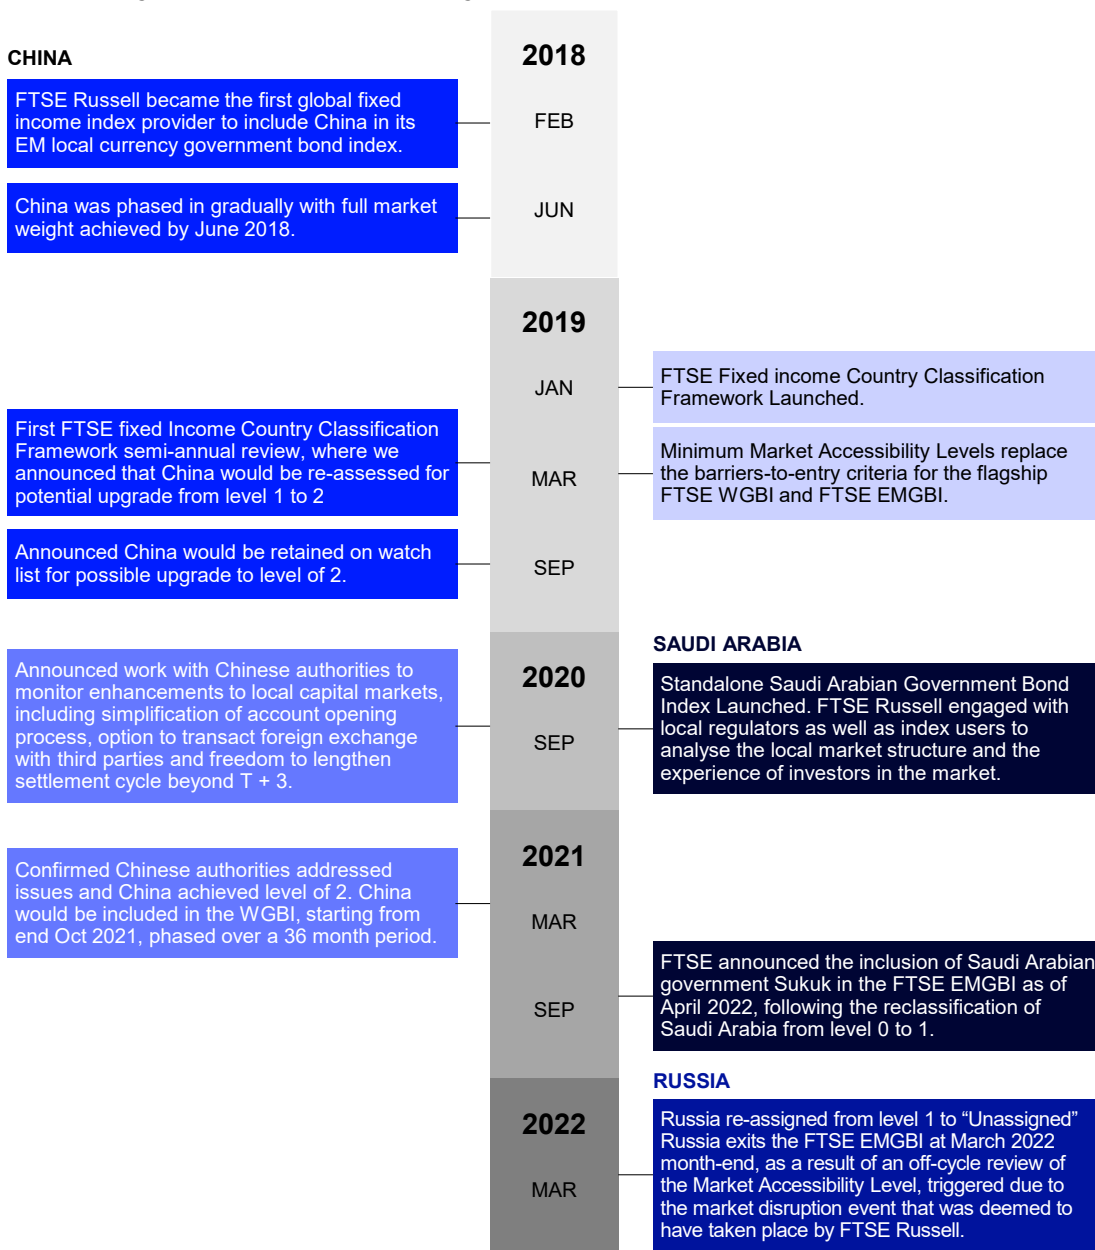 2018
CHINA
FTSE Russell became the first global fixed
income index provider to include China in its
EM local currency government bond index.
FEB
China was phased in gradually with full market
weight achieved by June 2018.
JUN
2019
JAN
FTSE Fixed income Country Classification
Framework Launched.
First FTSE fixed Income Country Classification
Framework semi-annual review, where we
announced that China would be re-assessed for
potential upgrade from level 1 to 2
MAR
Minimum Market Accessibility Levels replace
the barriers-to-entry criteria for the flagship
FTSE WGBI and FTSE EMGBI.
Announced China would be retained on watch
list for possible upgrade to level of 2.
SEP
2020
SAUDI ARABIA
Announced work with Chinese authorities to
monitor enhancements to local capital markets,
including simplification of account opening
process, option to transact foreign exchange
with third parties and freedom to lengthen
settlement cycle beyond T + 3.
SEP
Standalone Saudi Arabian Government Bond
Index Launched. FTSE Russell engaged with
local regulators as well as index users to
analyse the local market structure and the
experience of investors in the market.
2021
Confirmed Chinese authorities addressed
issues and China achieved level of 2. China
would be included in the WGBI, starting from
end Oct 2021, phased over a 36 month period.
MAR
SEP
FTSE announced the inclusion of Saudi Arabian
government Sukuk in the FTSE EMGBI as of
April 2022, following the reclassification of
Saudi Arabia from level 0 to 1.
2022
RUSSIA
MAR
Russia re-assigned from level 1 to “Unassigned”
Russia exits the FTSE EMGBI at March 2022
month-end, as a result of an off-cycle review of
the Market Accessibility Level, triggered due to
the market disruption event that was deemed to
have taken place by FTSE Russell.